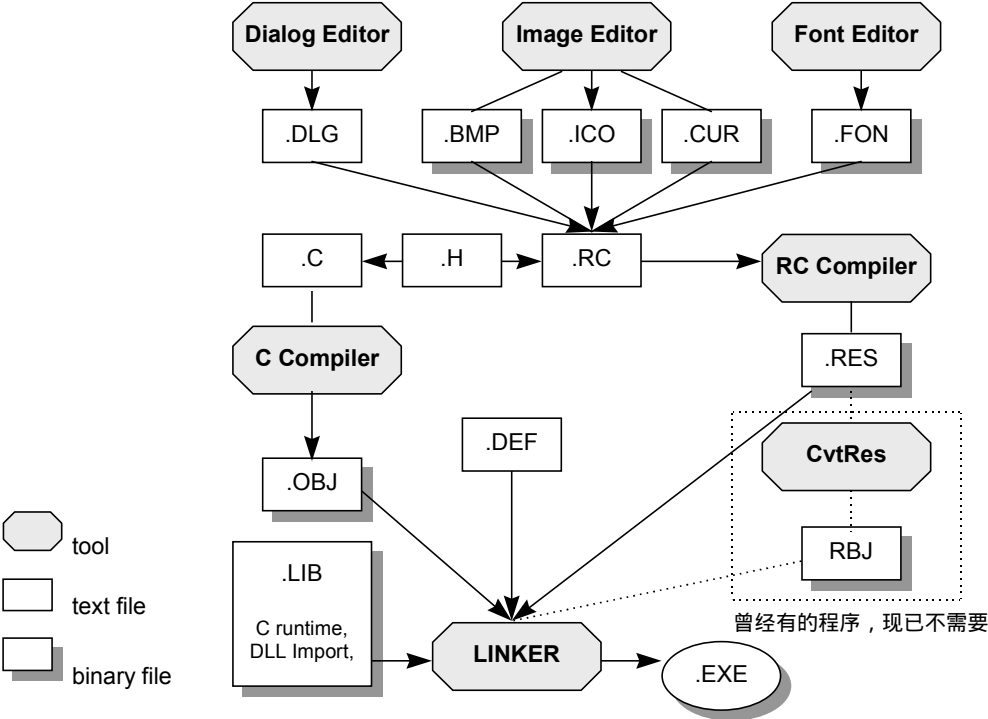 Dialog Editor
Image Editor
Font Editor
.DLG
.BMP
.ICO
.CUR
.FON
.C
.H
.RC
RC Compiler
C Compiler
.RES
.DEF
CvtRes
.OBJ
tool
RBJ
.LIB
text file
C runtime,
DLL Import,
曾经有的程序，现已不需要
LINKER
.EXE
binary file